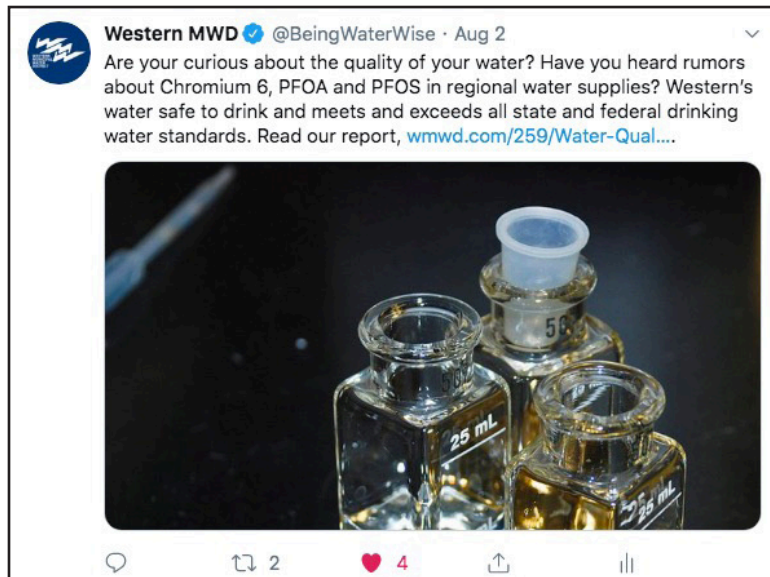 Western MWD @BeingWaterWise · Aug 2
Are your curious about the quality of your water? Have you heard rumors
about Chromium 6, PFOA and PFOS in regional water supplies? Western's
water safe to drink and meets and exceeds all state and federal drinking
water standards. Read our report, wmwd.com/259/Water-Qual....
25 mL
25 mL
2
4